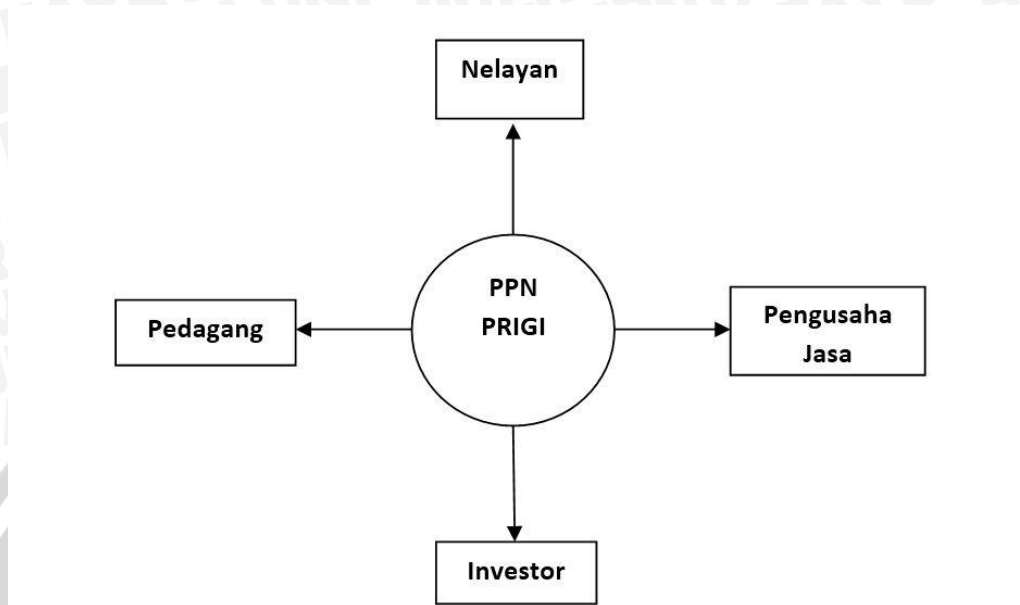 Nelayan
PPN
PRIGI
Pedagang
Pengusaha
Jasa
Investor